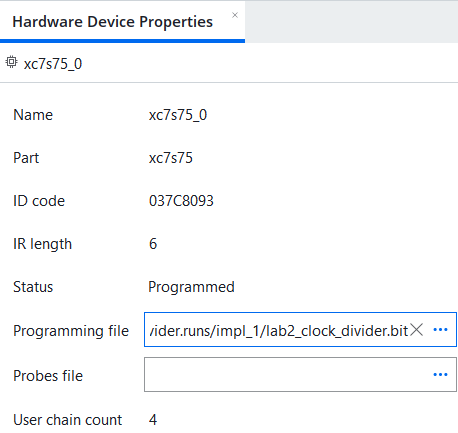 Hardware Device Properties ×
xc7s75_0
Name xc7s75_0
Part xc7s75
ID code 037C8093
IR length 6
Status Programmed
Programming file vider.runs/impl_1/lab2_clock_divider.bit
Probes file
User chain count 4